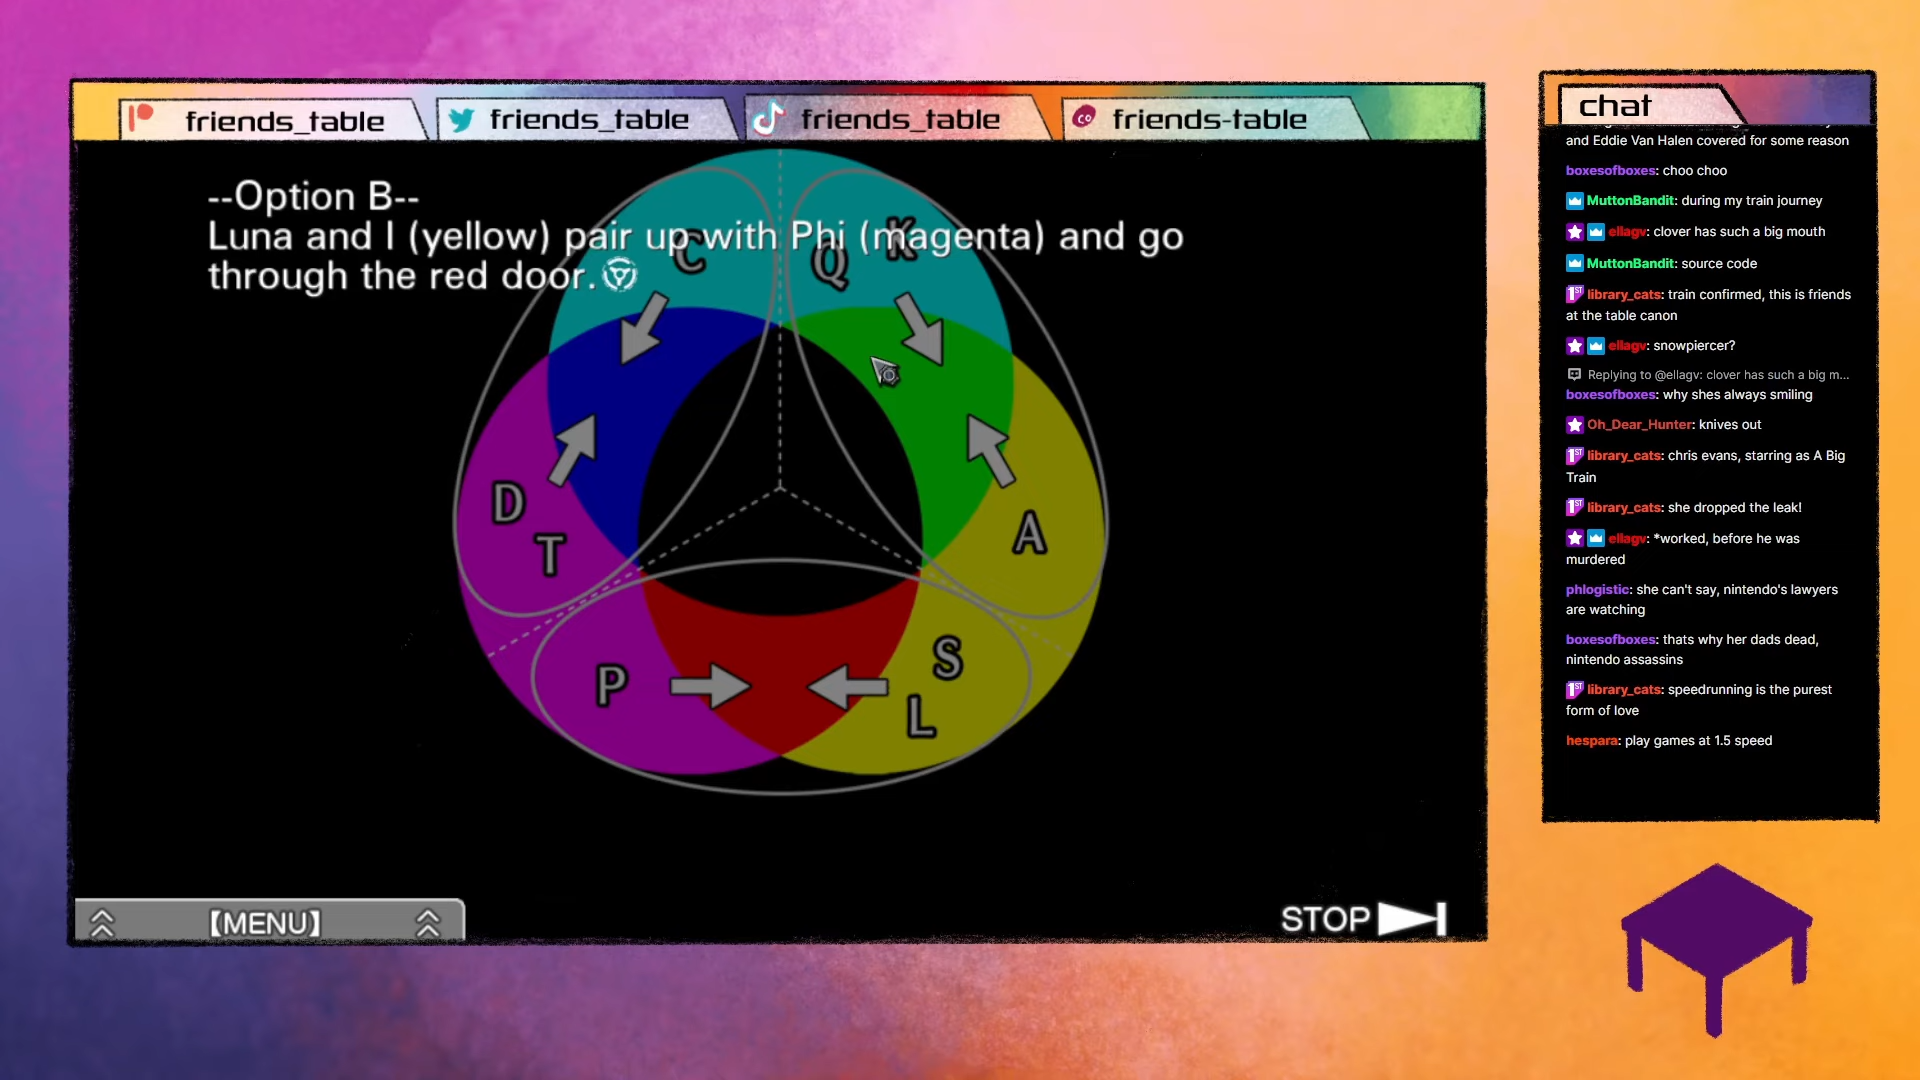 friends_table
friends_table
friends_table
friends-table
--Option B--
Luna and I (yellow) pair up with Phi (magenta) and go
through the red door.
C
Q
K
D
T
A
P
S
L
【MENU】
STOP
chat
and Eddie Van Halen covered for some reason
boxesofboxes: choo choo
MuttonBandit: during my train journey
ellagv: clover has such a big mouth
MuttonBandit: source code
1ST library_cats: train confirmed, this is friends
at the table canon
ellagv: snowpiercer?
Replying to @ellagv: clover has such a big m...
boxesofboxes: why shes always smiling
Oh_Dear_Hunter: knives out
1ST library_cats: chris evans, starring as A Big
Train
1ST library_cats: she dropped the leak!
ellagv: *worked, before he was
murdered
phlogistic: she can't say, nintendo's lawyers
are watching
boxesofboxes: thats why her dads dead,
nintendo assassins
1ST library_cats: speedrunning is the purest
form of love
hespara: play games at 1.5 speed